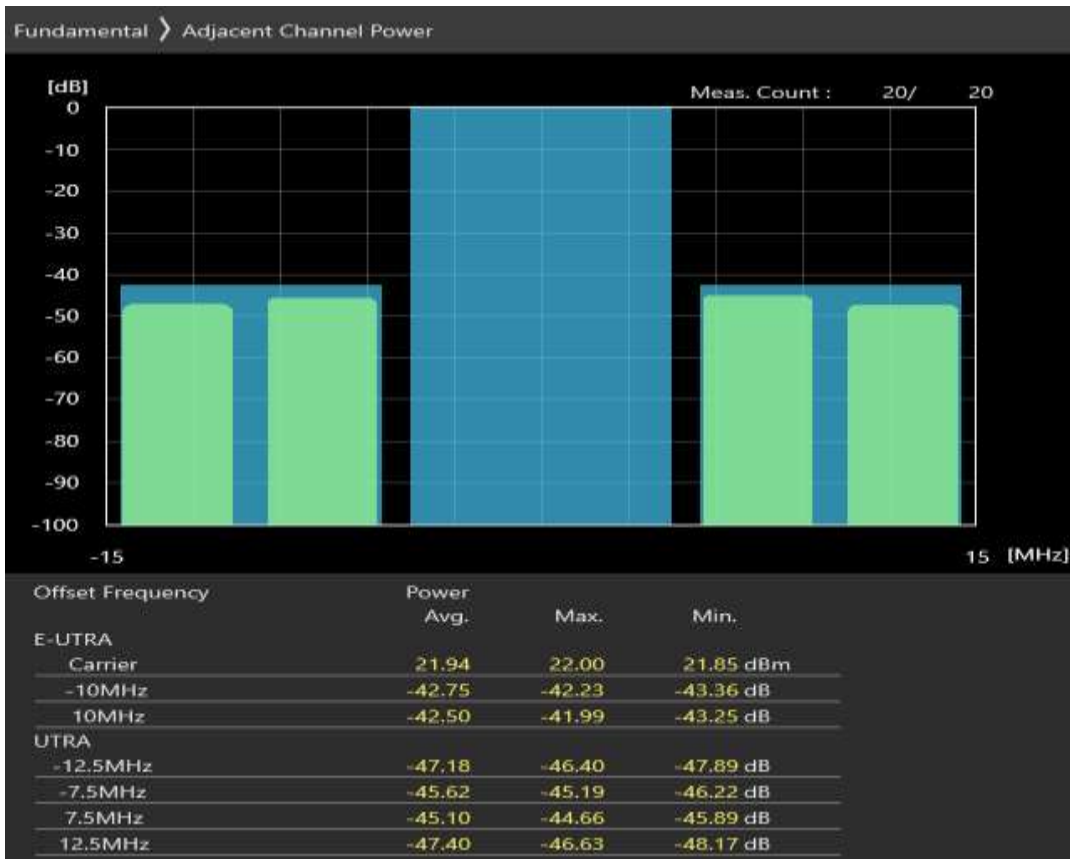 Fundamental ❯ Adjacent Channel Power
[dB]
Meas. Count : 20/ 20
0
-10
-20
-30
-40
-50
-60
-70
-80
-90
-100
-15 15 [MHz]
Offset Frequency Power
Avg. Max. Min.
E-UTRA
Carrier 21.94 22.00 21.85 dBm
-10MHz -42.75 -42.23 -43.36 dB
10MHz -42.50 -41.99 -43.25 dB
UTRA
-12.5MHz -47.18 -46.40 -47.89 dB
-7.5MHz -45.62 -45.19 -46.22 dB
7.5MHz -45.10 -44.66 -45.89 dB
12.5MHz -47.40 -46.63 -48.17 dB